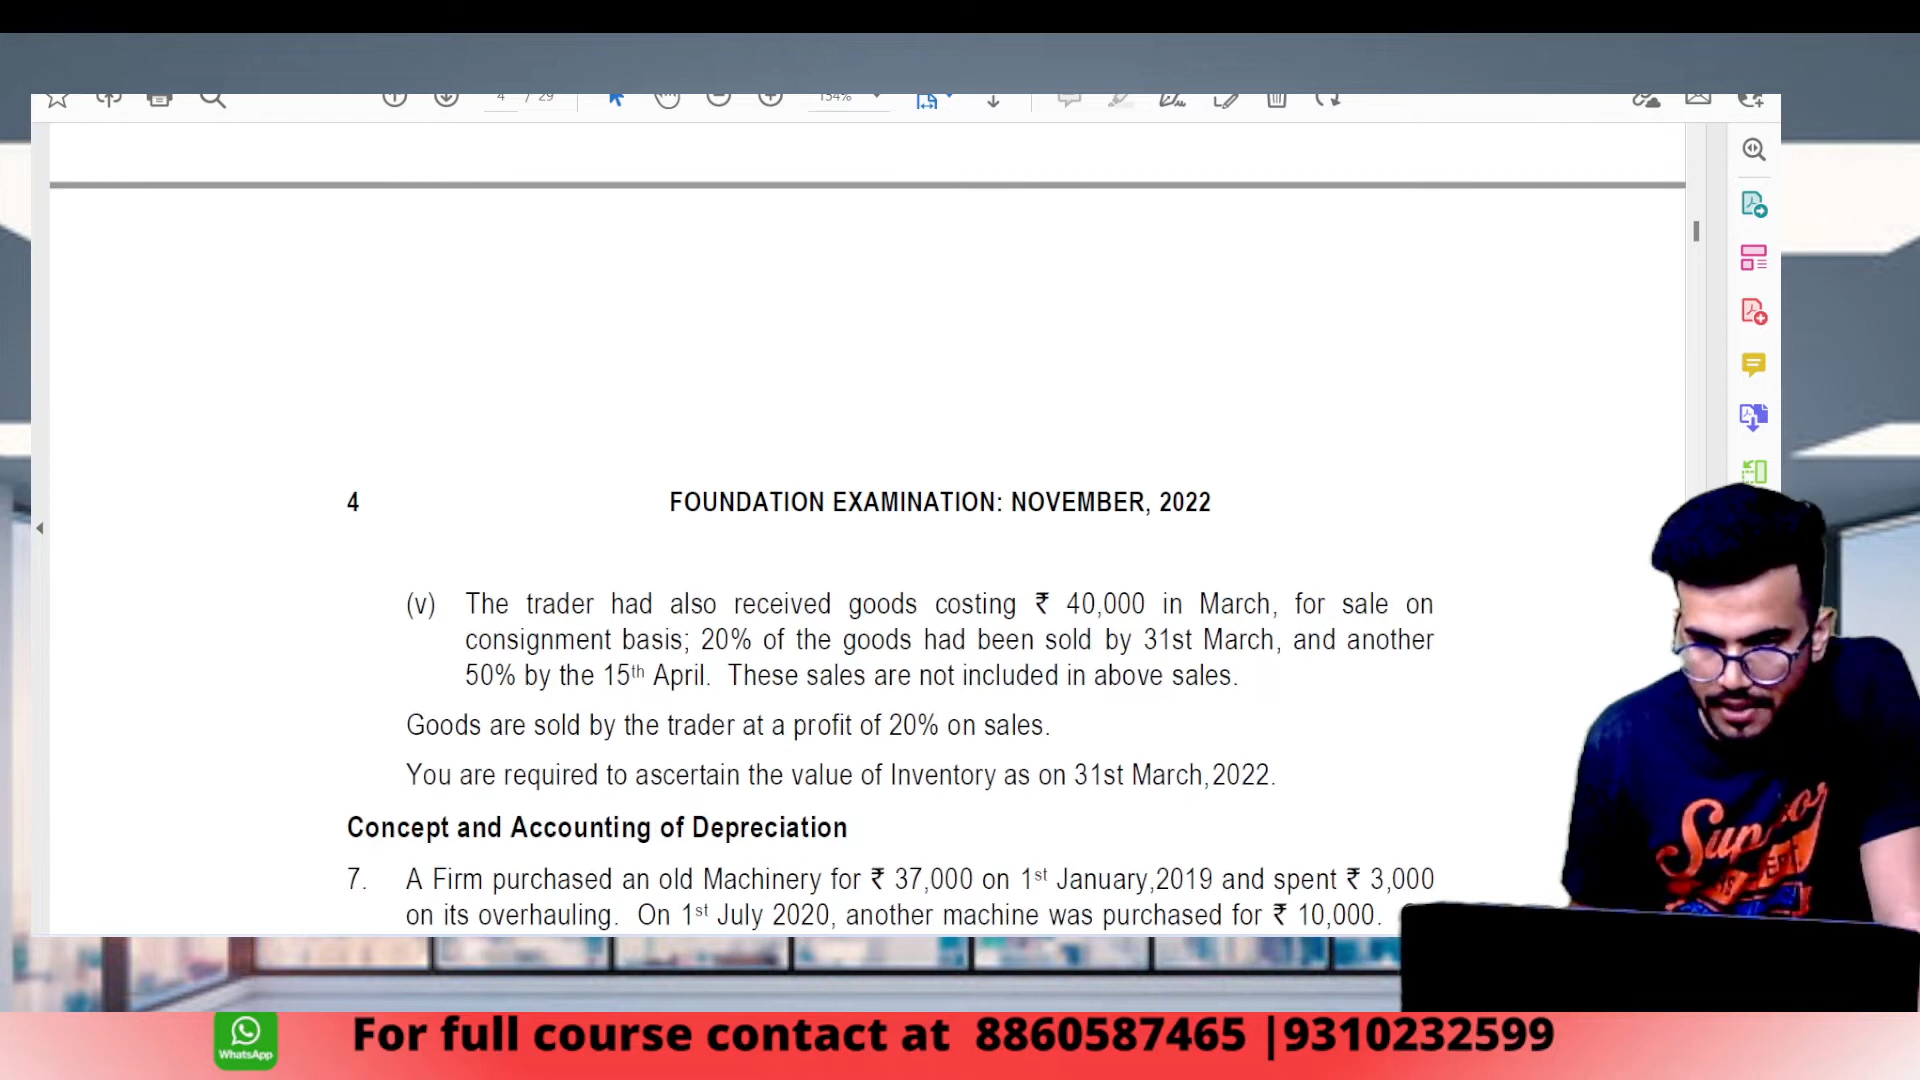 4 / 29
154%
4 FOUNDATION EXAMINATION: NOVEMBER, 2022
(v) The trader had also received goods costing ₹ 40,000 in March, for sale on
consignment basis; 20% of the goods had been sold by 31st March, and another
50% by the 15th April. These sales are not included in above sales.
Goods are sold by the trader at a profit of 20% on sales.
You are required to ascertain the value of Inventory as on 31st March,2022.
Concept and Accounting of Depreciation
7. A Firm purchased an old Machinery for ₹ 37,000 on 1st January,2019 and spent ₹ 3,000
on its overhauling. On 1st July 2020, another machine was purchased for ₹ 10,000.
WhatsApp
For full course contact at 8860587465 |9310232599